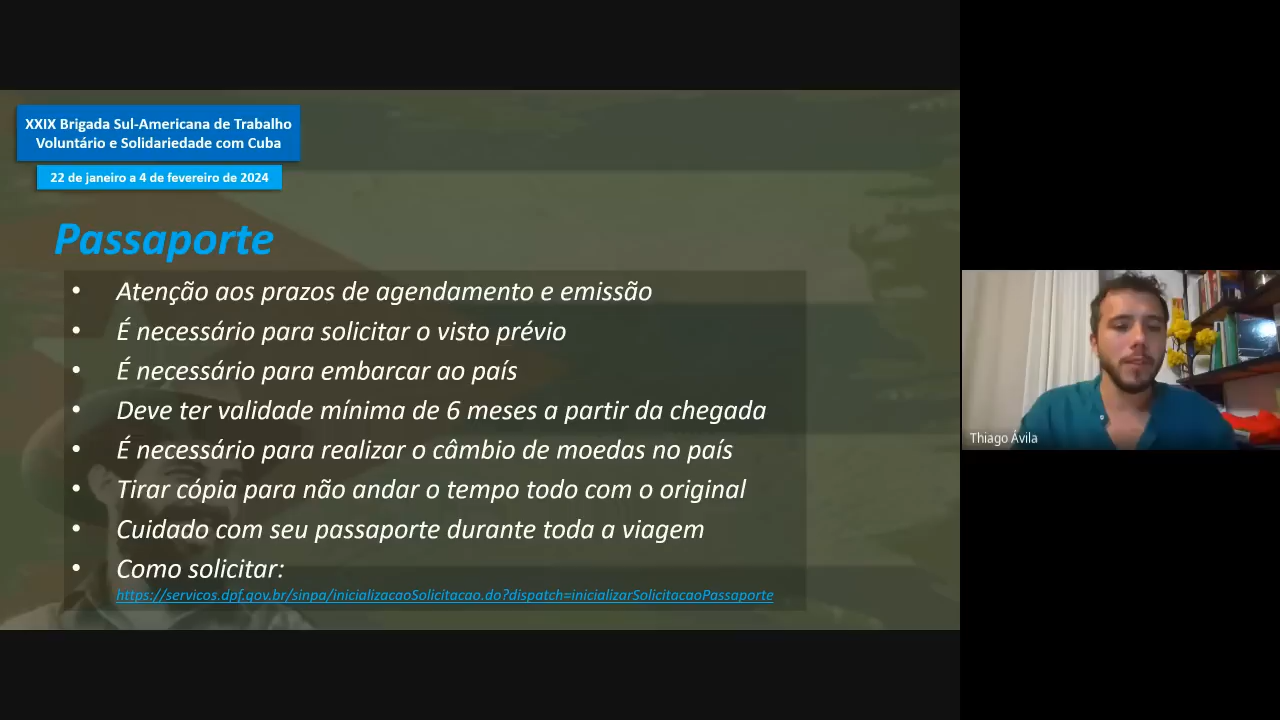 XXIX Brigada Sul-Americana de Trabalho
Voluntário e Solidariedade com Cuba
22 de janeiro a 4 de fevereiro de 2024
Passaporte
• Atenção aos prazos de agendamento e emissão
• É necessário para solicitar o visto prévio
• É necessário para embarcar ao país
• Deve ter validade mínima de 6 meses a partir da chegada
• É necessário para realizar o câmbio de moedas no país
• Tirar cópia para não andar o tempo todo com o original
• Cuidado com seu passaporte durante toda a viagem
• Como solicitar:
https://servicos.dpf.gov.br/sinpa/inicializacaoSolicitacao.do?dispatch=inicializarSolicitacaoPassaporte
Thiago Ávila